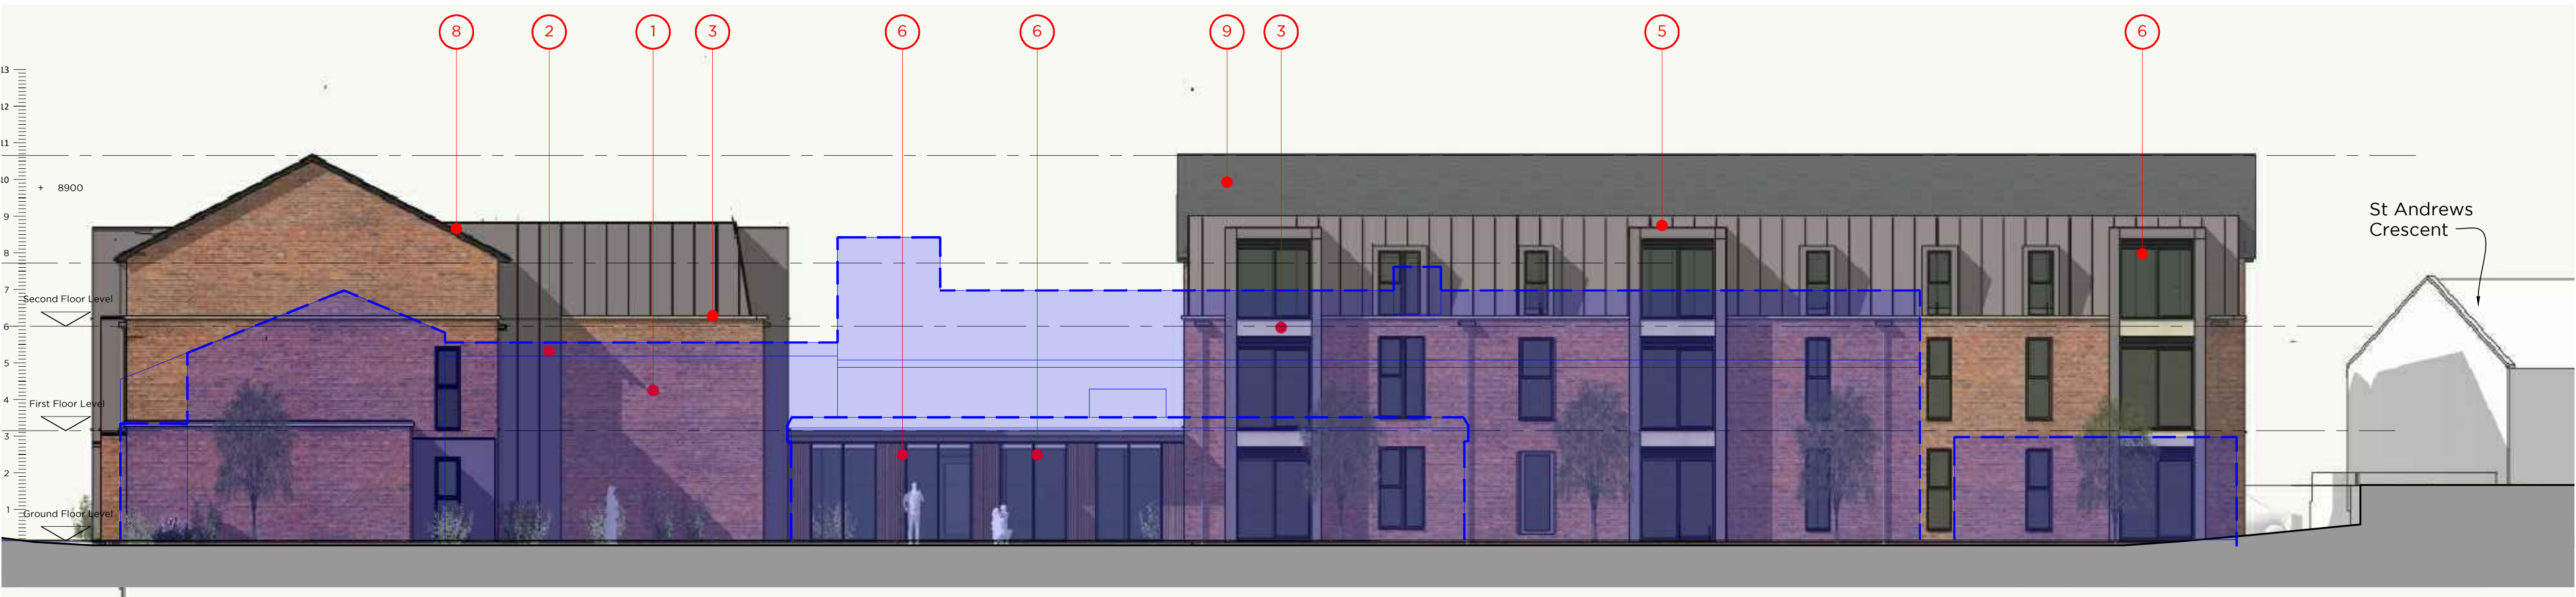 8 2 1 3 6 6 9 3 5 6
13
12
11
10
+ 8900
9
St Andrews
Crescent
8
7
Second Floor Level
6
5
First Floor Level
4
3
2
1
Ground Floor Level